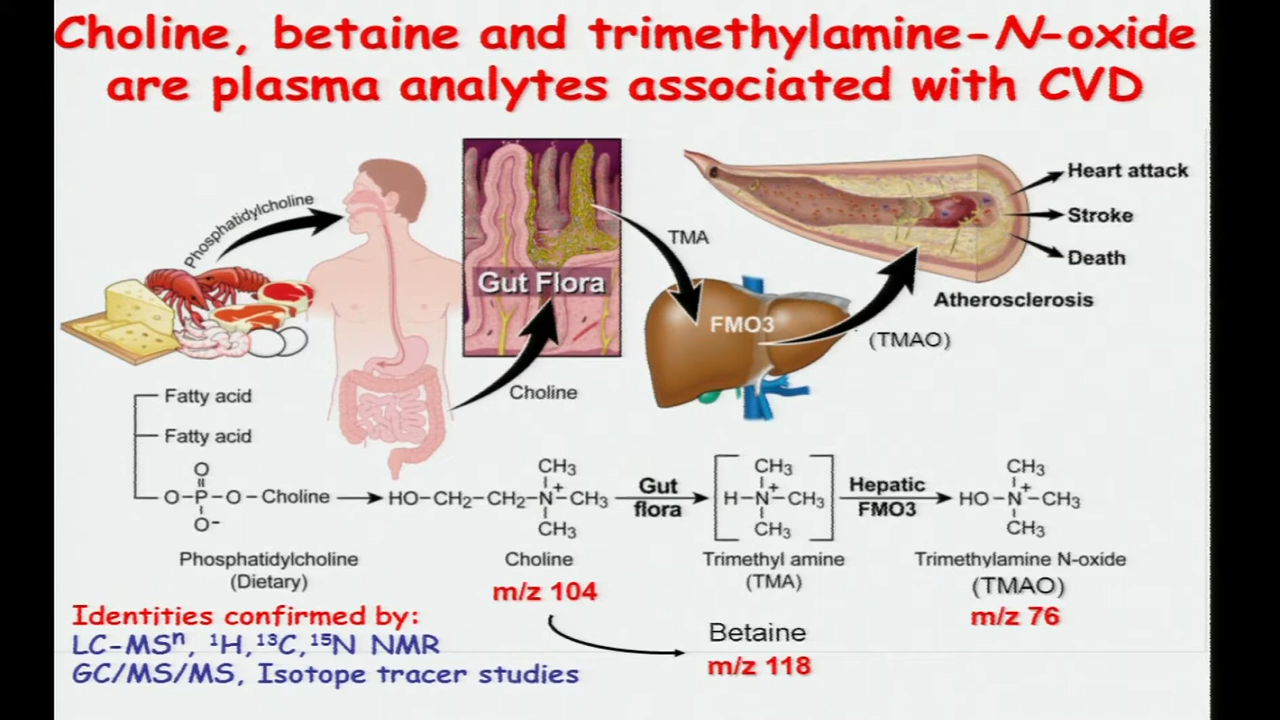 Choline, betaine and trimethylamine-N-oxide
are plasma analytes associated with CVD
Phosphatidylcholine
Gut Flora
Choline
TMA
FMO3
(TMAO)
Heart attack
Stroke
Death
Atherosclerosis
Fatty acid
Fatty acid
O
O–P–O–Choline
O-
CH3
HO–CH2–CH2–N+–CH3
CH3
Gut
flora
CH3
H–N+–CH3
CH3
Hepatic
FMO3
CH3
HO–N+–CH3
CH3
Phosphatidylcholine
(Dietary)
Choline
m/z 104
Trimethyl amine
(TMA)
Trimethylamine N-oxide
(TMAO)
m/z 76
Betaine
m/z 118
Identities confirmed by:
LC-MSⁿ, ¹H,¹³C,¹⁵N NMR
GC/MS/MS, Isotope tracer studies